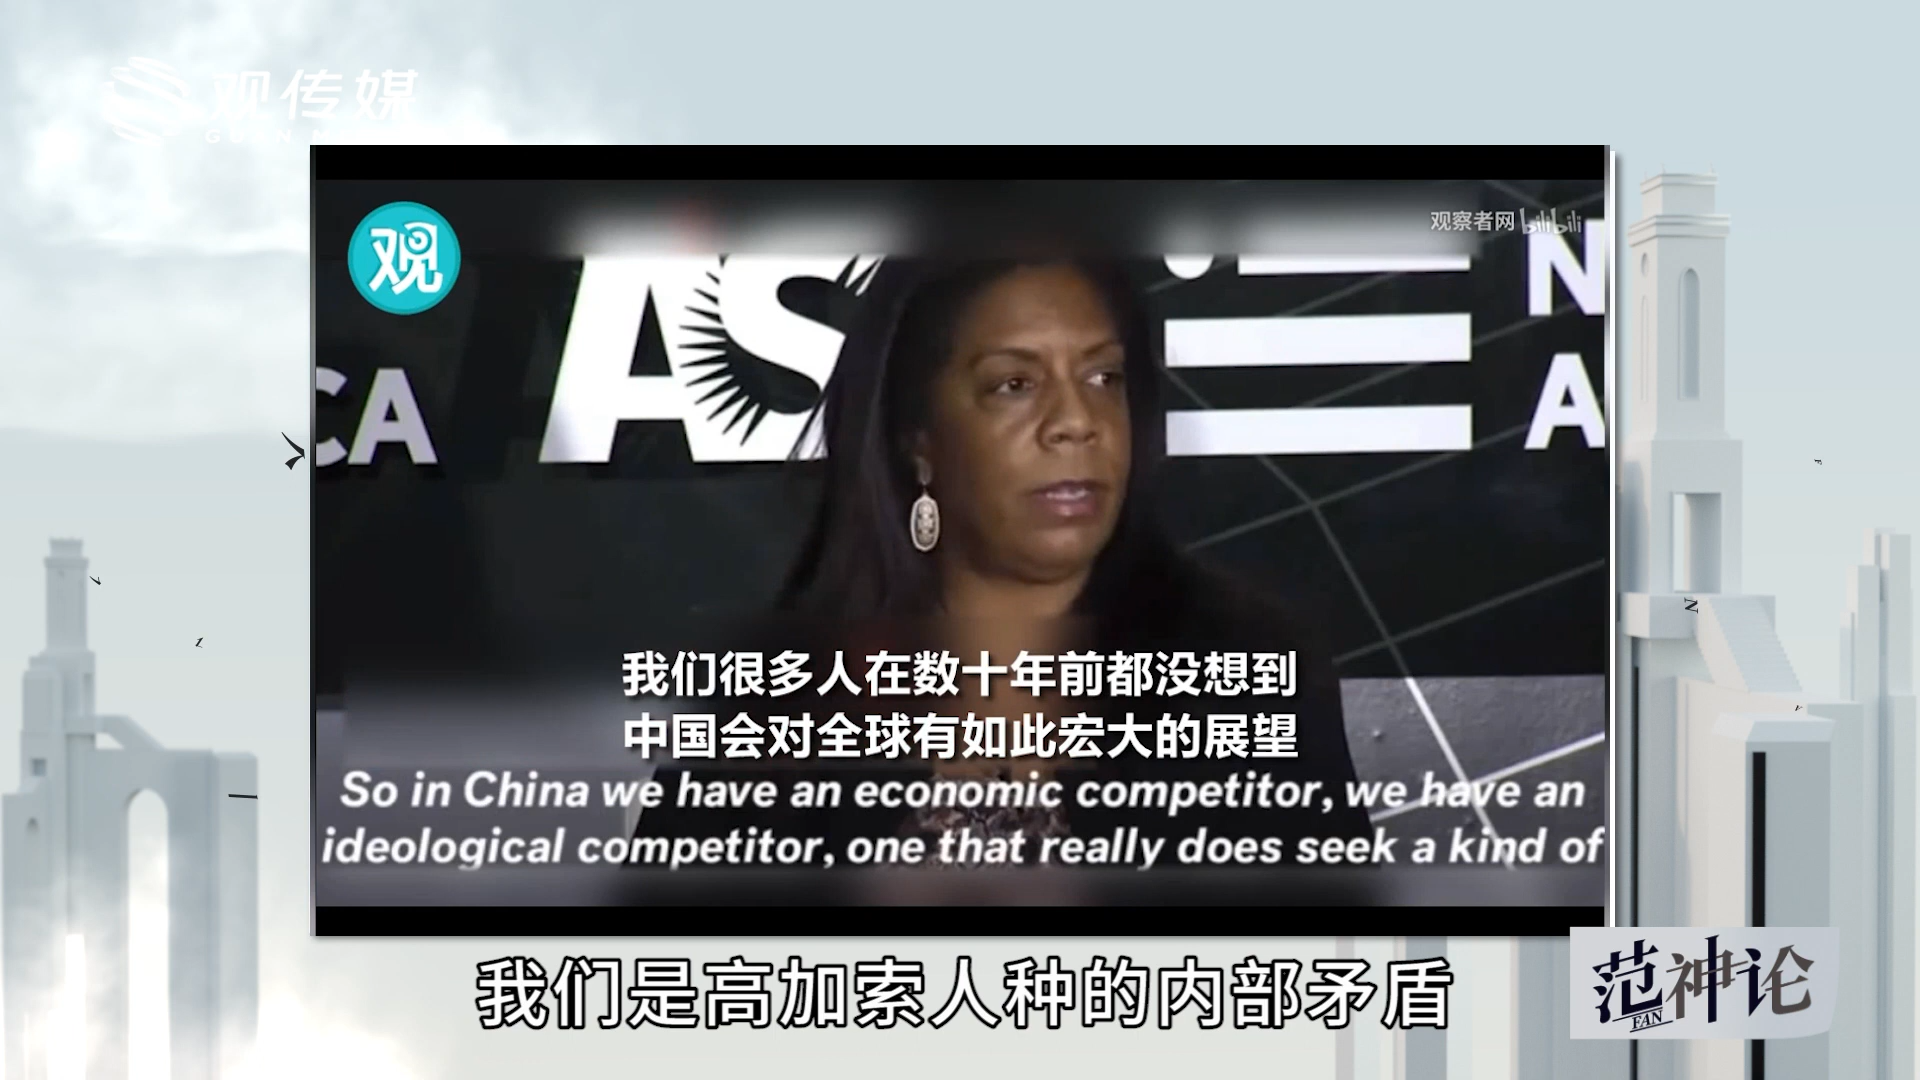 观传媒
观
观察者网 bilibili
CA
AS
N
A
我们很多人在数十年前都没想到
中国会对全球有如此宏大的展望
So in China we have an economic competitor, we have an
ideological competitor, one that really does seek a kind of
我们是高加索人种的内部矛盾
范神论
FAN